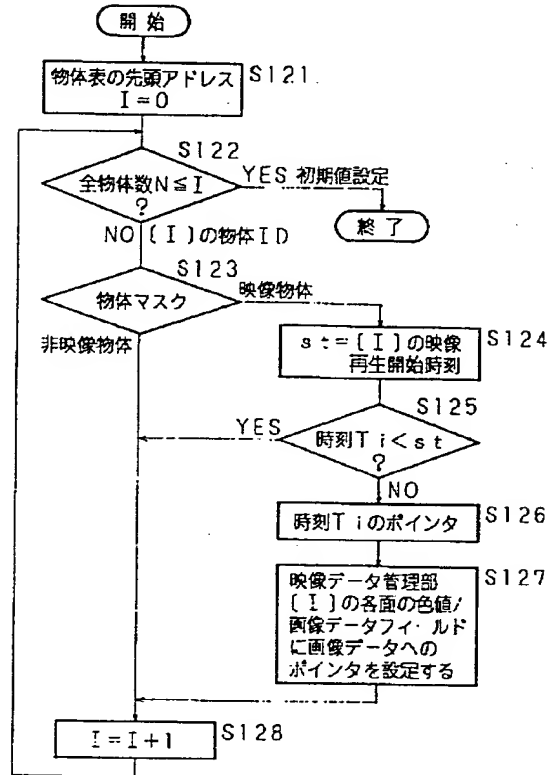 開始
物体表の先頭アドレス
I=0
S121
S122
全物体数N≦I
?
YES 初期値設定
終了
NO [I]の物体ID
S123
物体マスク
映像物体
非映像物体
st=[I]の映像
再生開始時刻
S124
S125
時刻Ti<st
?
YES
NO
時刻Tiのポインタ
S126
映像データ管理部
[I]の各面の色値/
画像データフィールド
に画像データへの
ポインタを設定する
S127
I=I+1
S128